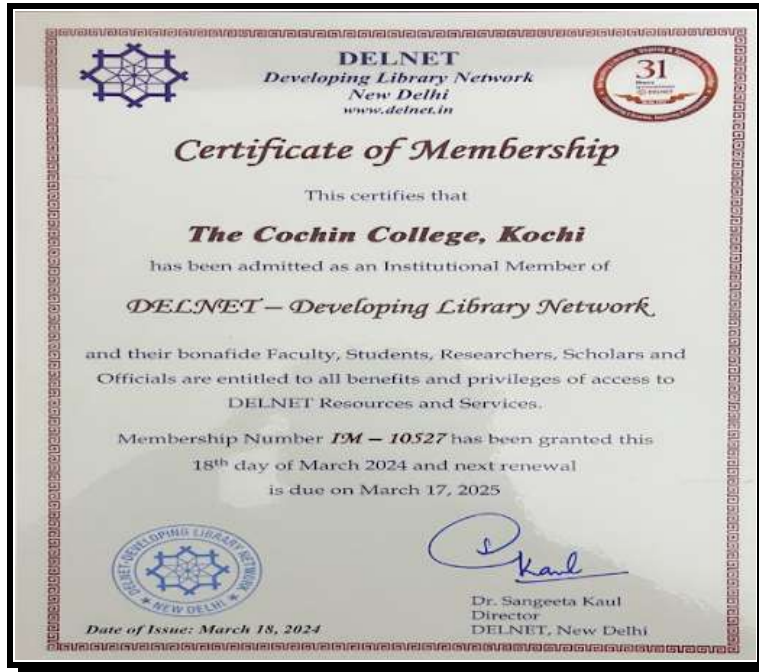 DELNET
Developing Library Network
New Delhi
www.delnet.in
31
Years
DELNET
Certificate of Membership
This certifies that
The Cochin College, Kochi
has been admitted as an Institutional Member of
DELNET – Developing Library Network
and their bonafide Faculty, Students, Researchers, Scholars and
Officials are entitled to all benefits and privileges of access to
DELNET Resources and Services.
Membership Number IM – 10527 has been granted this
18th day of March 2024 and next renewal
is due on March 17, 2025
DELNET-DEVELOPING LIBRARY NETWORK
NEW DELHI
Kaul
Dr. Sangeeta Kaul
Director
DELNET, New Delhi
Date of Issue: March 18, 2024